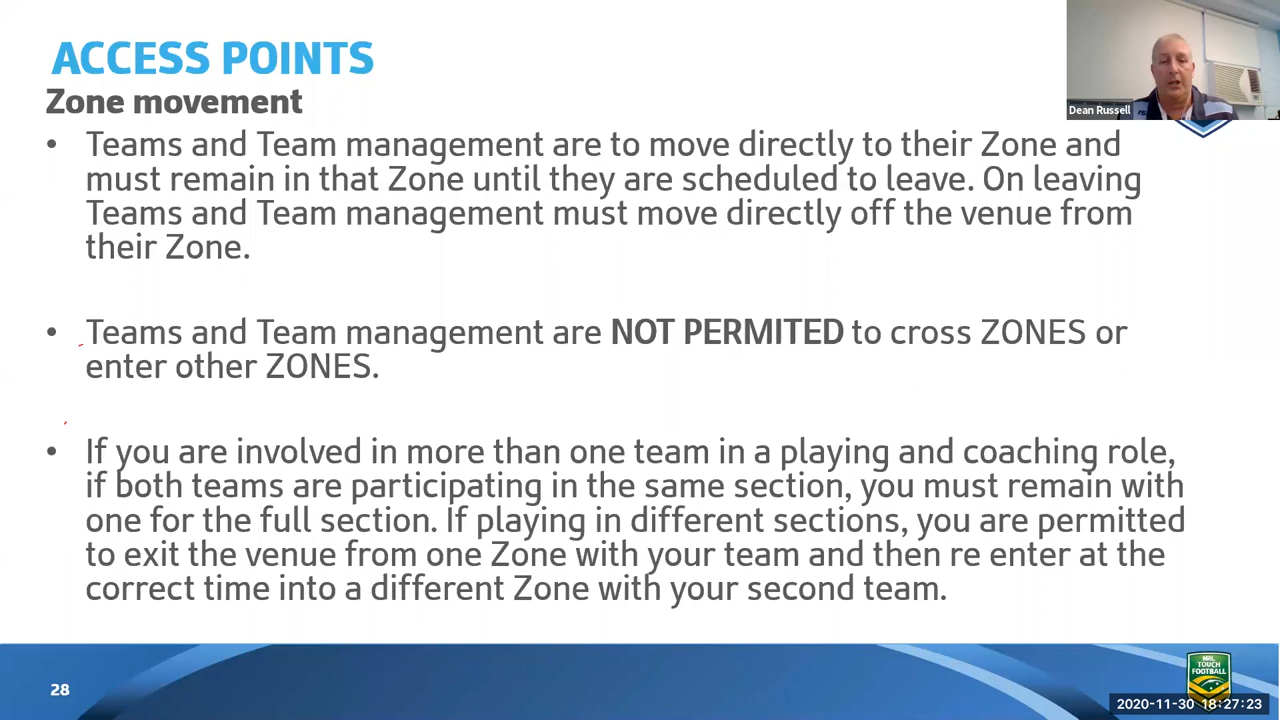 ACCESS POINTS
Zone movement
• Teams and Team management are to move directly to their Zone and
must remain in that Zone until they are scheduled to leave. On leaving
Teams and Team management must move directly off the venue from
their Zone.
• Teams and Team management are NOT PERMITED to cross ZONES or
enter other ZONES.
• If you are involved in more than one team in a playing and coaching role,
if both teams are participating in the same section, you must remain with
one for the full section. If playing in different sections, you are permitted
to exit the venue from one Zone with your team and then re enter at the
correct time into a different Zone with your second team.
Dean Russell
28
NRL
TOUCH
FOOTBALL
2020-11-30 18:27:23